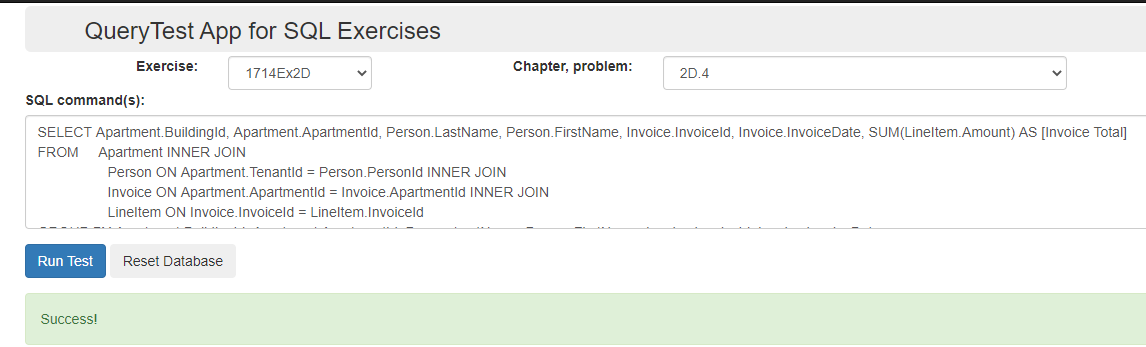 QueryTest App for SQL Exercises
Exercise: 1714Ex2D Chapter, problem: 2D.4
SQL command(s):
SELECT Apartment.BuildingId, Apartment.ApartmentId, Person.LastName, Person.FirstName, Invoice.InvoiceId, Invoice.InvoiceDate, SUM(LineItem.Amount) AS [Invoice Total]
FROM Apartment INNER JOIN
Person ON Apartment.TenantId = Person.PersonId INNER JOIN
Invoice ON Apartment.ApartmentId = Invoice.ApartmentId INNER JOIN
LineItem ON Invoice.InvoiceId = LineItem.InvoiceId
Run Test Reset Database
Success!